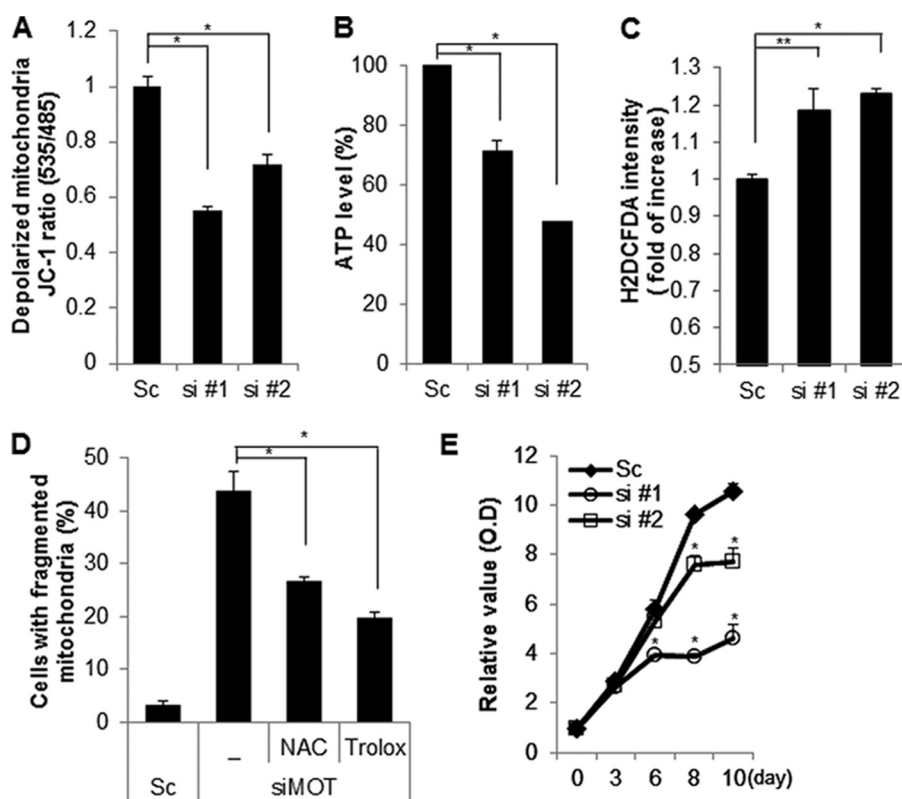 A
Depolarized mitochondria
JC-1 ratio (535/485)
1.2
1
0.8
0.6
0.4
0.2
0
*
*
Sc si #1 si #2
B
ATP level (%)
100
80
60
40
20
0
*
*
Sc si #1 si #2
C
H2DCFDA intensity
( fold of increase)
1.3
1.2
1.1
1
0.9
0.8
0.7
0.6
0.5
*
**
Sc si #1 si #2
D
Cells with fragmented
mitochondria (%)
50
40
30
20
10
0
*
*
_ NAC Trolox
Sc siMOT
E
Relative value (O.D)
12
10
8
6
4
2
0
Sc
si #1
si #2
* *
* * *
0 3 6 8 10(day)